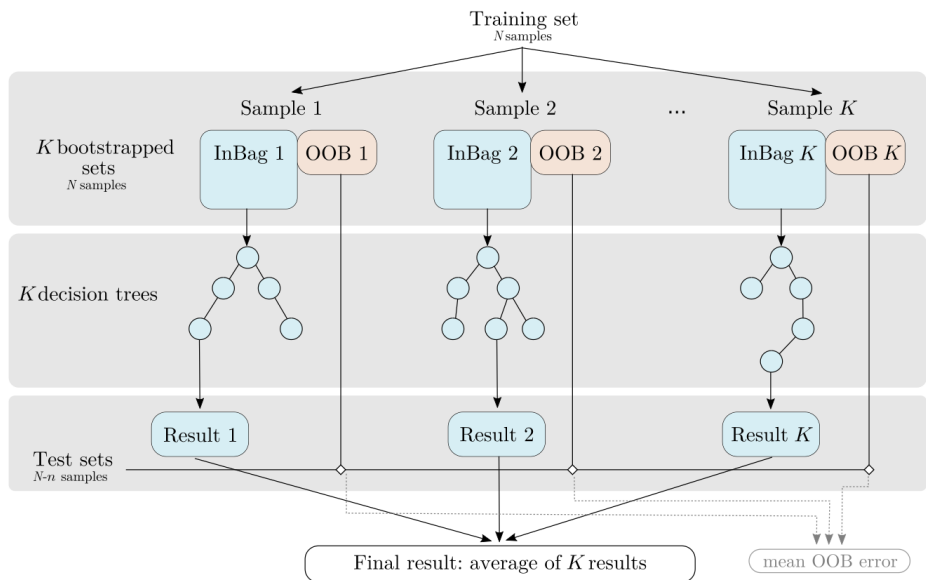 Training set
N samples
Sample 1
Sample 2
...
Sample K
K bootstrapped
sets
N samples
InBag 1
OOB 1
InBag 2
OOB 2
InBag K
OOB K
K decision trees
Result 1
Result 2
Result K
Test sets
N-n samples
Final result: average of K results
mean OOB error